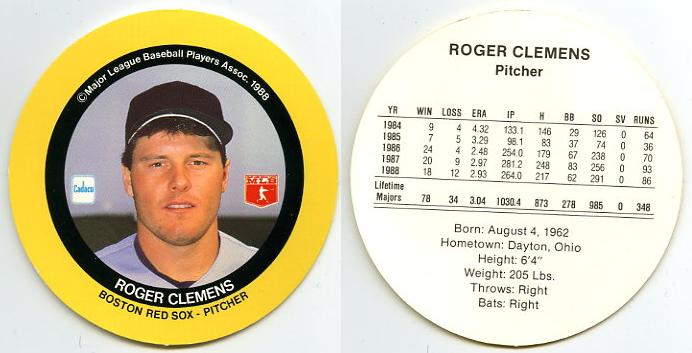 ©Major League Baseball Players Assoc. 1988
Cadaco
MLB
ROGER CLEMENS
BOSTON RED SOX - PITCHER
ROGER CLEMENS
Pitcher
YR WIN LOSS ERA IP H BB SO SV RUNS
1984 9 4 4.32 133.1 146 29 126 0 64
1985 7 5 3.29 98.1 83 37 74 0 36
1986 24 4 2.48 254.0 179 67 238 0 70
1987 20 9 2.97 281.2 248 83 256 0 93
1988 18 12 2.93 264.0 217 62 291 0 86
Lifetime
Majors 78 34 3.04 1030.4 873 278 985 0 348
Born: August 4, 1962
Hometown: Dayton, Ohio
Height: 6'4"
Weight: 205 Lbs.
Throws: Right
Bats: Right